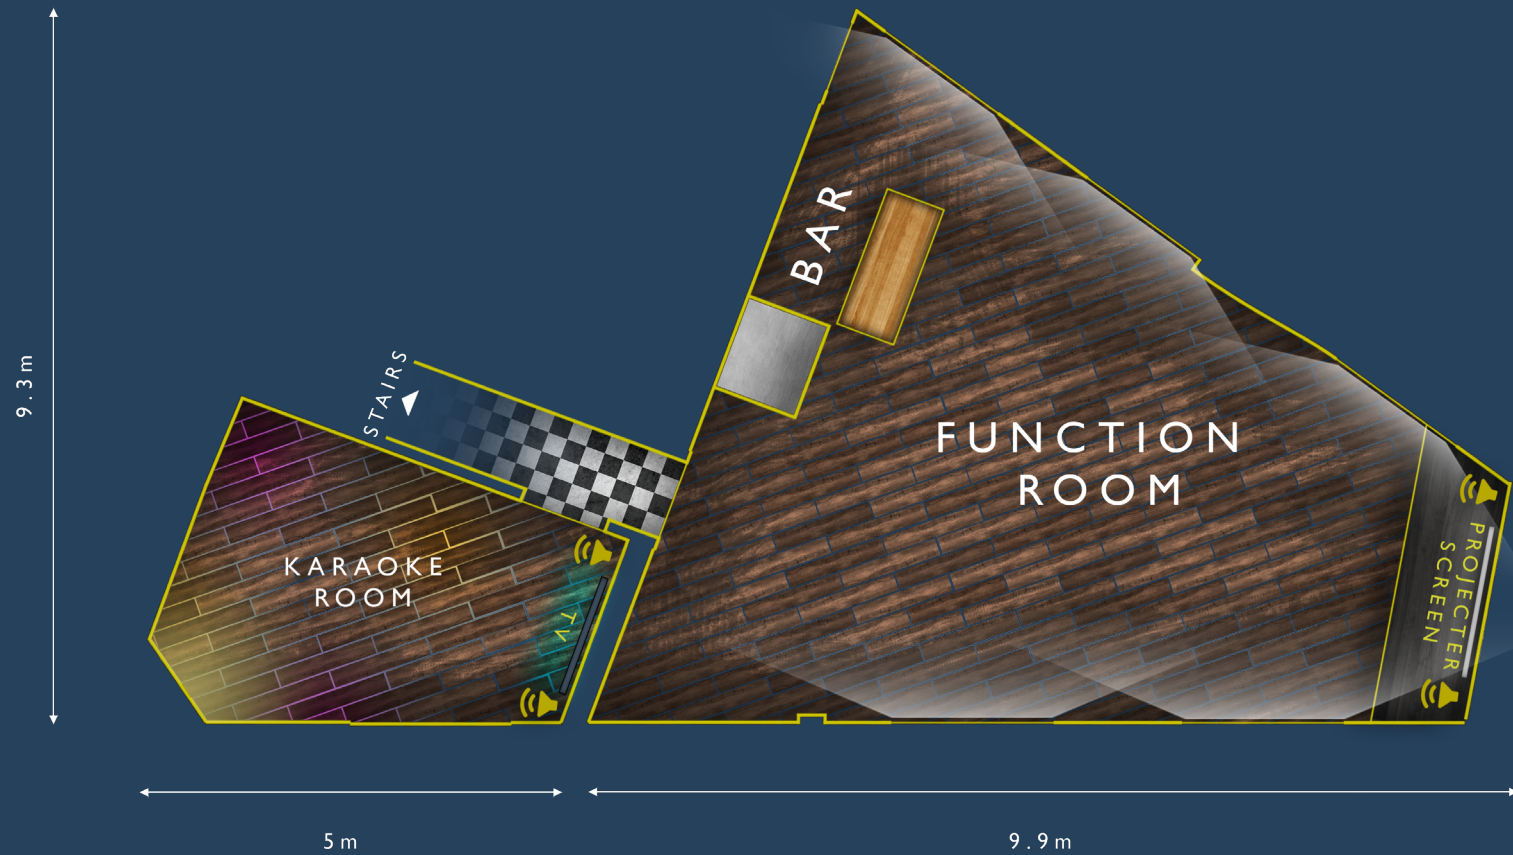 9.3m
STAIRS
BAR
KARAOKE
ROOM
TV
FUNCTION
ROOM
PROJECTER
SCREEN
5m
9.9m